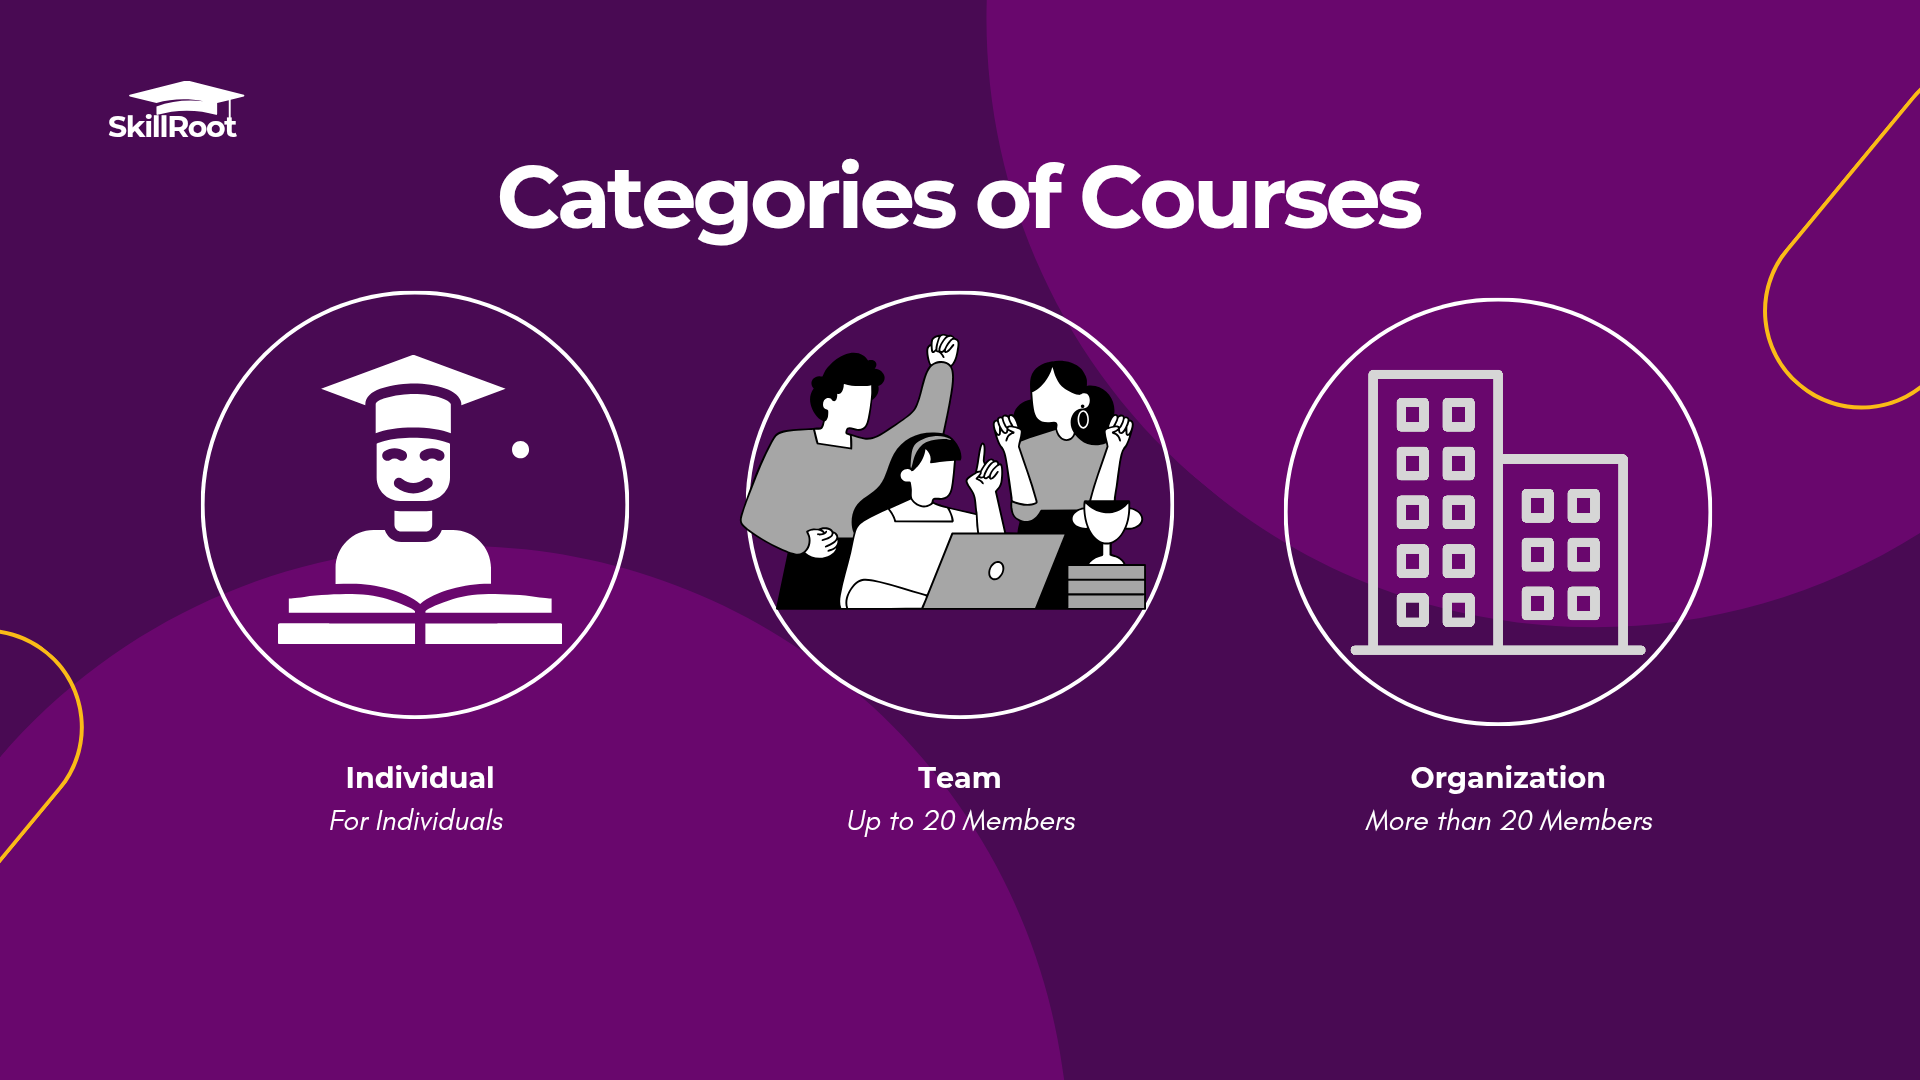 SkillRoot
Categories of Courses
Individual
For Individuals
Team
Up to 20 Members
Organization
More than 20 Members